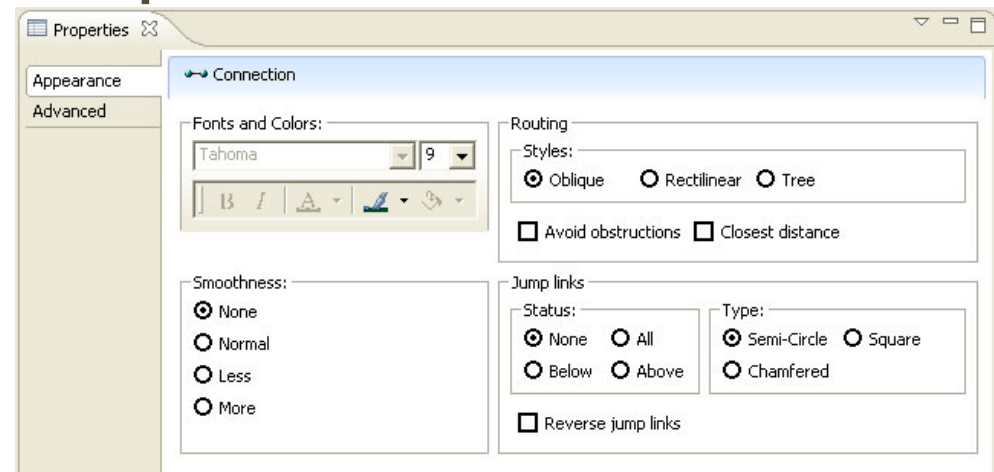 Properties
Appearance
Advanced
Connection
Fonts and Colors:
Tahoma 9
B I A
Smoothness:
None
Normal
Less
More
Routing
Styles:
Oblique Rectilinear Tree
Avoid obstructions Closest distance
Jump links
Status:
None All
Below Above
Type:
Semi-Circle Square
Chamfered
Reverse jump links